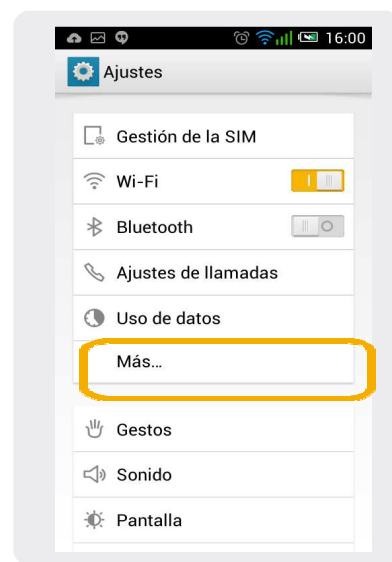 16:00
Ajustes
Gestión de la SIM
Wi-Fi
Bluetooth
Ajustes de llamadas
Uso de datos
Más...
Gestos
Sonido
Pantalla